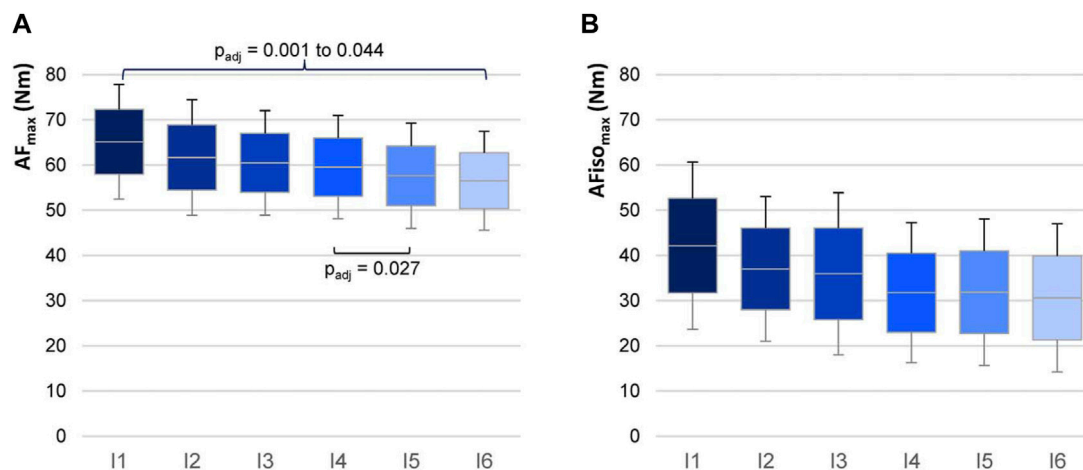 A
p_adj = 0.001 to 0.044
AF_max (Nm)
80
70
60
50
40
30
20
10
0
p_adj = 0.027
I1 I2 I3 I4 I5 I6
B
AFiso_max (Nm)
80
70
60
50
40
30
20
10
0
I1 I2 I3 I4 I5 I6